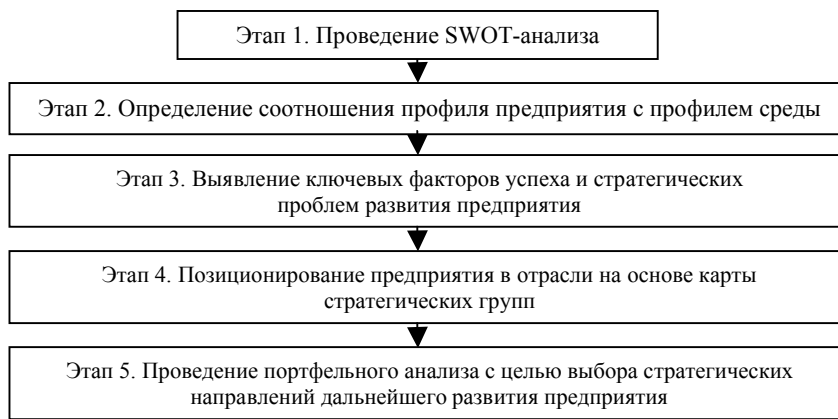 Этап 1. Проведение SWOT-анализа
Этап 2. Определение соотношения профиля предприятия с профилем среды
Этап 3. Выявление ключевых факторов успеха и стратегических
проблем развития предприятия
Этап 4. Позиционирование предприятия в отрасли на основе карты
стратегических групп
Этап 5. Проведение портфельного анализа с целью выбора стратегических
направлений дальнейшего развития предприятия